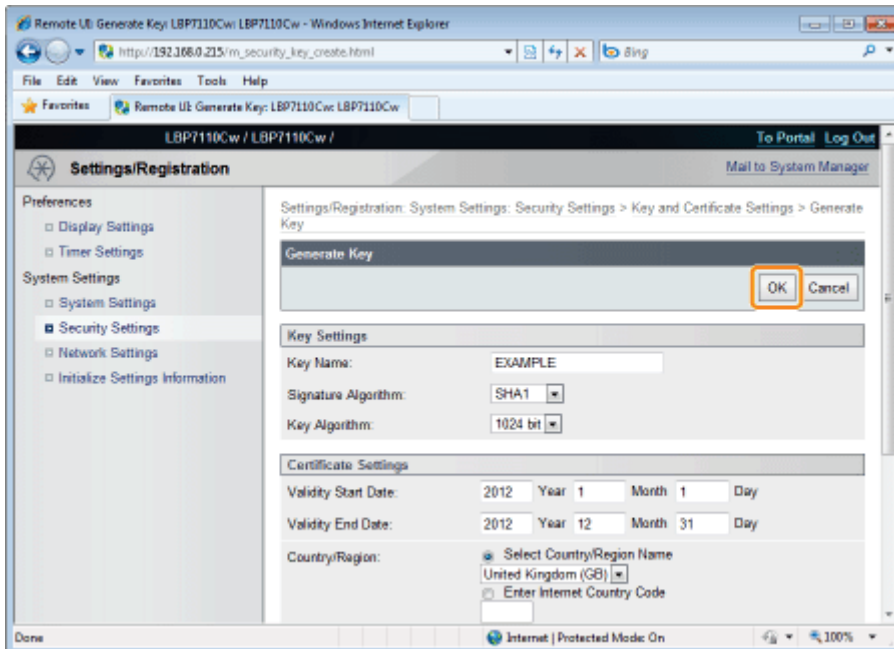 Remote UI: Generate Key: LBP7110Cw: LBP7110Cw - Windows Internet Explorer
http://192.168.0.215/m_security_key_create.html
Bing
File Edit View Favorites Tools Help
Favorites
Remote UI: Generate Key: LBP7110Cw: LBP7110Cw
LBP7110Cw / LBP7110Cw /
To Portal Log Out
Settings/Registration
Mail to System Manager
Preferences
Display Settings
Timer Settings
System Settings
System Settings
Security Settings
Network Settings
Initialize Settings Information
Settings/Registration: System Settings: Security Settings > Key and Certificate Settings > Generate
Key
Generate Key
OK Cancel
Key Settings
Key Name: EXAMPLE
Signature Algorithm: SHA1
Key Algorithm: 1024 bit
Certificate Settings
Validity Start Date: 2012 Year 1 Month 1 Day
Validity End Date: 2012 Year 12 Month 31 Day
Country/Region: Select Country/Region Name
United Kingdom (GB)
Enter Internet Country Code
Done
Internet | Protected Mode: On
100%